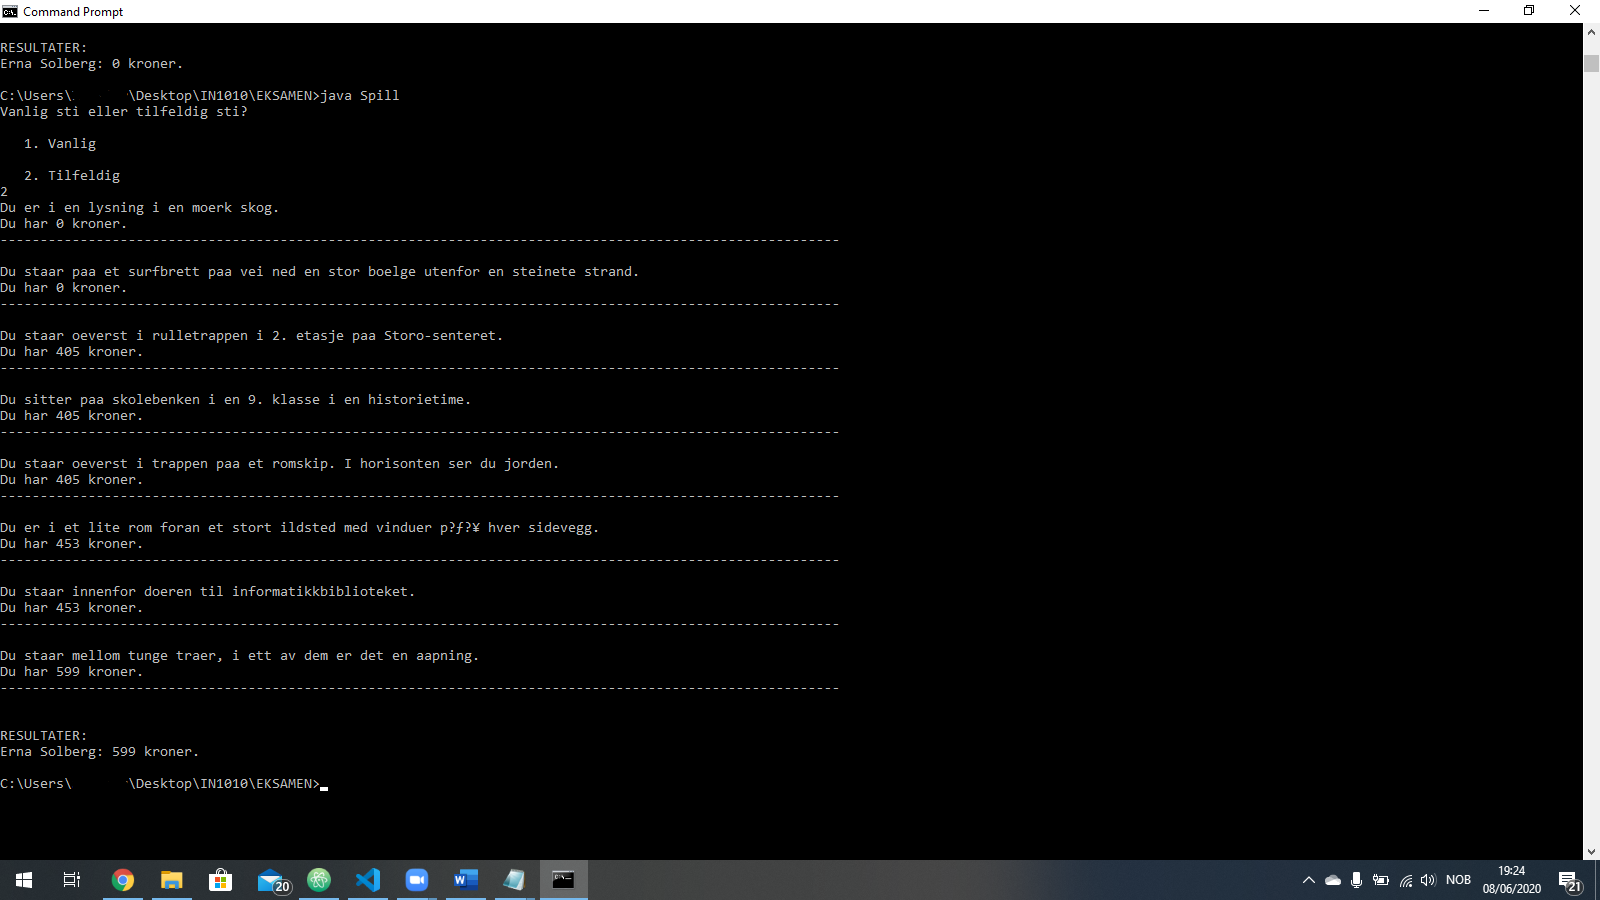 Command Prompt
RESULTATER:
Erna Solberg: 0 kroner.
C:\Users\ \Desktop\IN1010\EKSAMEN>java Spill
Vanlig sti eller tilfeldig sti?
1. Vanlig
2. Tilfeldig
2
Du er i en lysning i en moerk skog.
Du har 0 kroner.
---------------------------------------------------------------------------------------------------------
Du staar paa et surfbrett paa vei ned en stor boelge utenfor en steinete strand.
Du har 0 kroner.
---------------------------------------------------------------------------------------------------------
Du staar oeverst i rulletrappen i 2. etasje paa Storo-senteret.
Du har 405 kroner.
---------------------------------------------------------------------------------------------------------
Du sitter paa skolebenken i en 9. klasse i en historietime.
Du har 405 kroner.
---------------------------------------------------------------------------------------------------------
Du staar oeverst i trappen paa et romskip. I horisonten ser du jorden.
Du har 405 kroner.
---------------------------------------------------------------------------------------------------------
Du er i et lite rom foran et stort ildsted med vinduer p?ƒ?¥ hver sidevegg.
Du har 453 kroner.
---------------------------------------------------------------------------------------------------------
Du staar innenfor doeren til informatikkbiblioteket.
Du har 453 kroner.
---------------------------------------------------------------------------------------------------------
Du staar mellom tunge traer, i ett av dem er det en aapning.
Du har 599 kroner.
---------------------------------------------------------------------------------------------------------
RESULTATER:
Erna Solberg: 599 kroner.
C:\Users\ \Desktop\IN1010\EKSAMEN>
20
NOB
19:24
08/06/2020
21